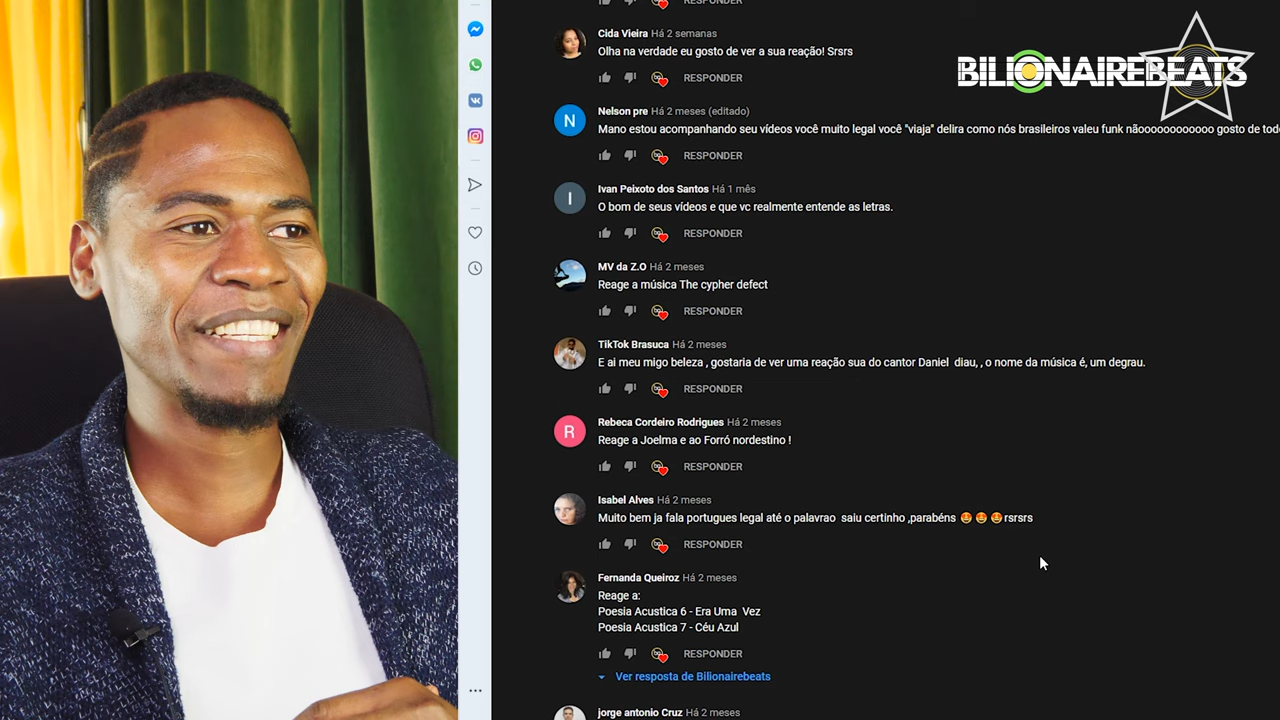 RESPONDER
BILIONAIREBEATS
Cida Vieira Há 2 semanas
Olha na verdade eu gosto de ver a sua reação! Srsrs
RESPONDER
N
Nelson pre Há 2 meses (editado)
Mano estou acompanhando seu vídeos você muito legal você "viaja" delira como nós brasileiros valeu funk nãooooooooooo gosto de tod
RESPONDER
I
Ivan Peixoto dos Santos Há 1 mês
O bom de seus vídeos e que vc realmente entende as letras.
RESPONDER
MV da Z.O Há 2 meses
Reage a música The cypher defect
RESPONDER
TikTok Brasuca Há 2 meses
E ai meu migo beleza , gostaria de ver uma reação sua do cantor Daniel diau, , o nome da música é, um degrau.
RESPONDER
R
Rebeca Cordeiro Rodrigues Há 2 meses
Reage a Joelma e ao Forró nordestino !
RESPONDER
Isabel Alves Há 2 meses
Muito bem ja fala portugues legal até o palavrao saiu certinho ,parabéns 🤩 🤩 🤩rsrsrs
RESPONDER
Fernanda Queiroz Há 2 meses
Reage a:
Poesia Acustica 6 - Era Uma Vez
Poesia Acustica 7 - Céu Azul
RESPONDER
Ver resposta de Bilionairebeats
jorge antonio Cruz Há 2 meses